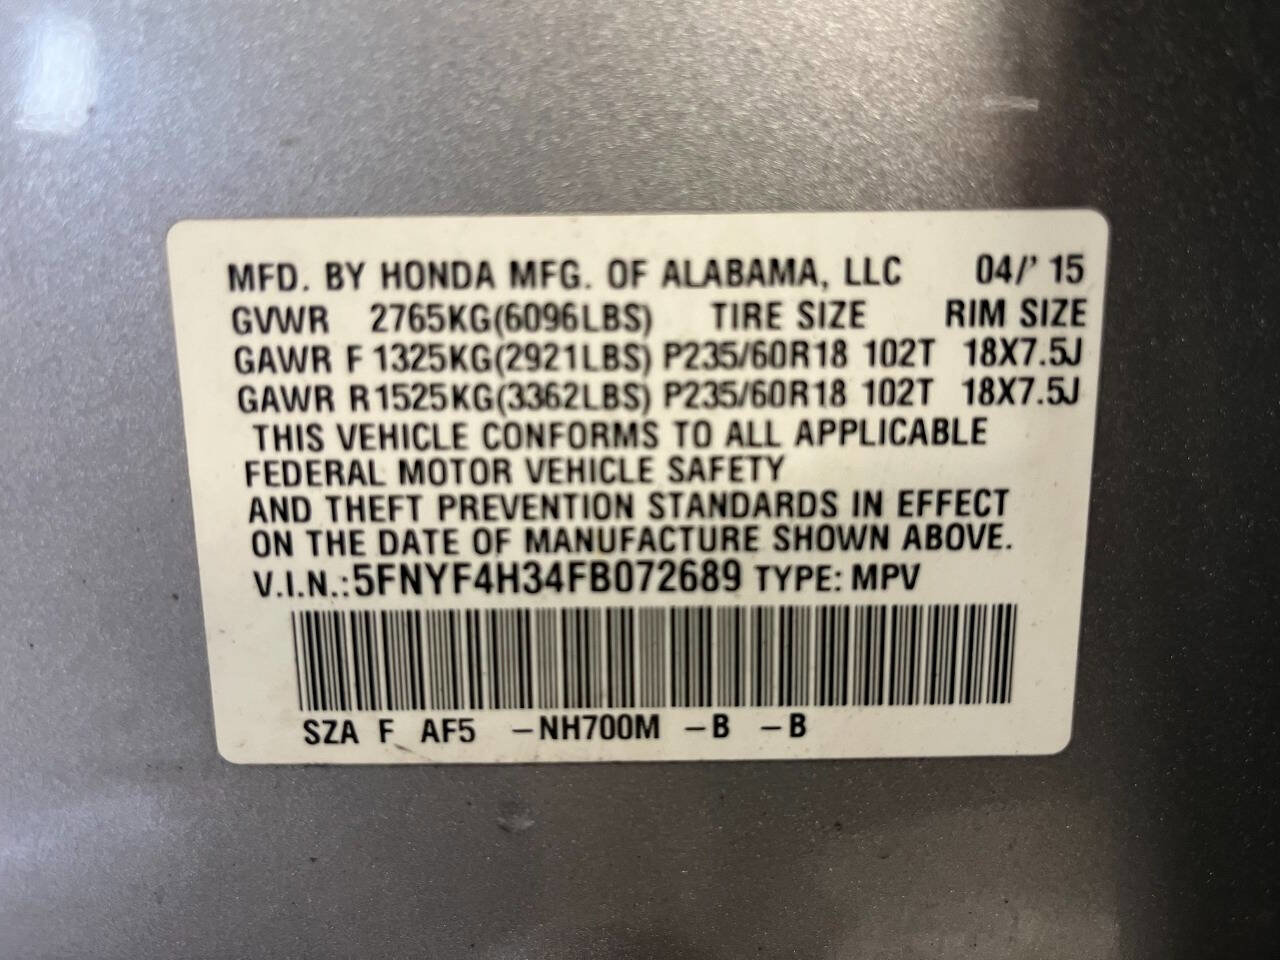 MFD. BY HONDA MFG. OF ALABAMA, LLC 04/' 15
GVWR 2765KG(6096LBS) TIRE SIZE RIM SIZE
GAWR F 1325KG(2921LBS) P235/60R18 102T 18X7.5J
GAWR R1525KG(3362LBS) P235/60R18 102T 18X7.5J
THIS VEHICLE CONFORMS TO ALL APPLICABLE
FEDERAL MOTOR VEHICLE SAFETY
AND THEFT PREVENTION STANDARDS IN EFFECT
ON THE DATE OF MANUFACTURE SHOWN ABOVE.
V.I.N.:5FNYF4H34FB072689 TYPE: MPV
SZA F AF5 -NH700M -B -B